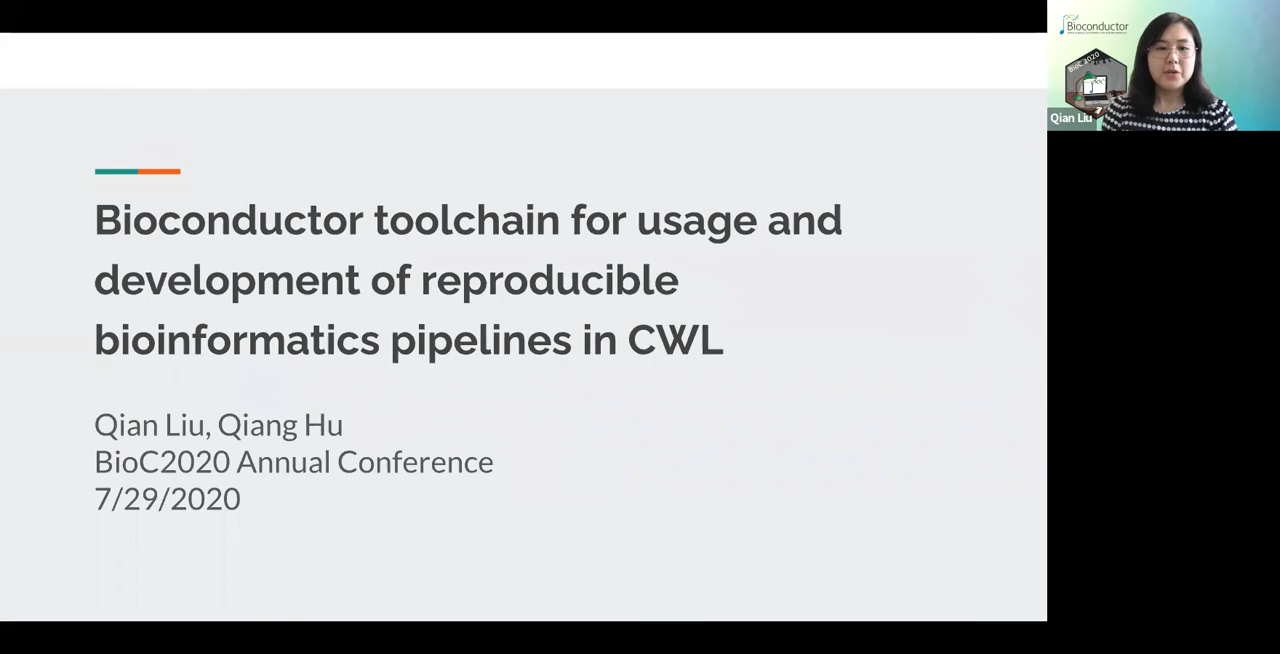 Bioconductor toolchain for usage and
development of reproducible
bioinformatics pipelines in CWL
Qian Liu, Qiang Hu
BioC2020 Annual Conference
7/29/2020
Bioconductor
BioC 2020
Qian Liu